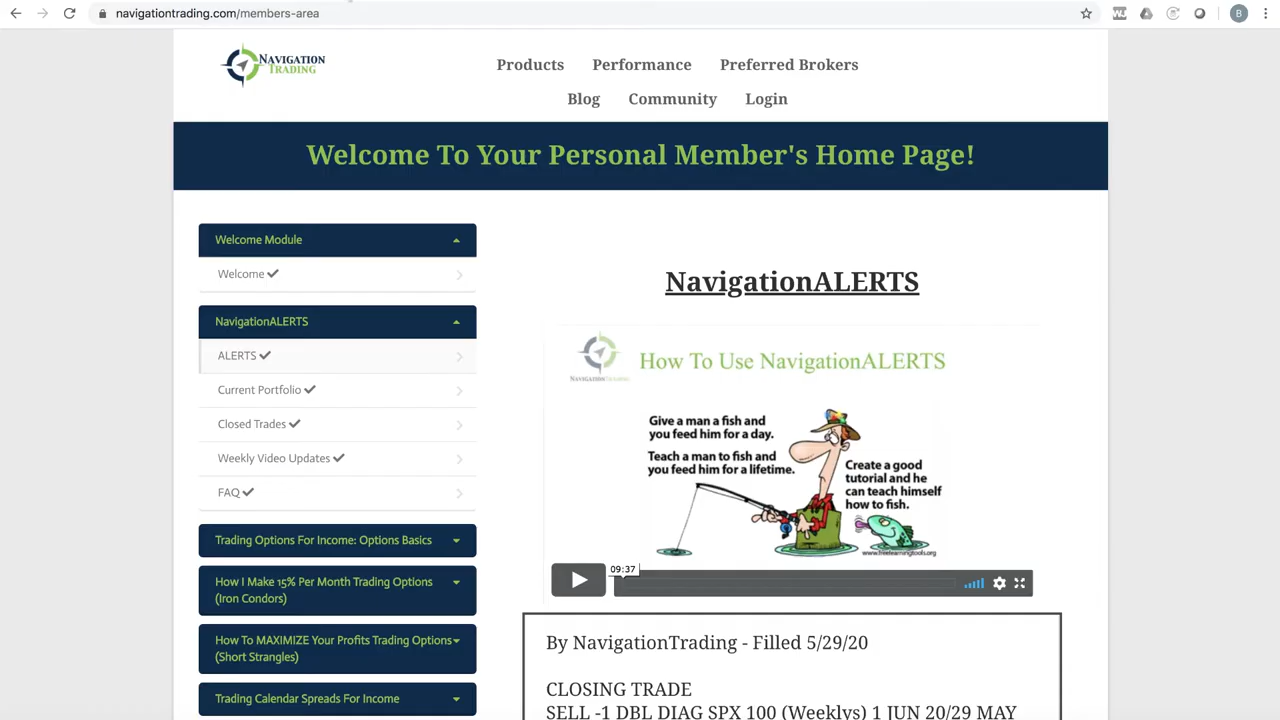 navigationtrading.com/members-area
B
NAVIGATION
TRADING
Products
Performance
Preferred Brokers
Blog
Community
Login
Welcome To Your Personal Member's Home Page!
Welcome Module
Welcome
NavigationALERTS
ALERTS
Current Portfolio
Closed Trades
Weekly Video Updates
FAQ
Trading Options For Income: Options Basics
How I Make 15% Per Month Trading Options
(Iron Condors)
How To MAXIMIZE Your Profits Trading Options
(Short Strangles)
Trading Calendar Spreads For Income
NavigationALERTS
NAVIGATION TRADING
How To Use NavigationALERTS
Give a man a fish and
you feed him for a day.
Teach a man to fish and
you feed him for a lifetime.
Create a good
tutorial and he
can teach himself
how to fish.
www.freelearningtools.org
09:37
By NavigationTrading - Filled 5/29/20
CLOSING TRADE
SELL -1 DBL DIAG SPX 100 (Weeklys) 1 JUN 20/29 MAY